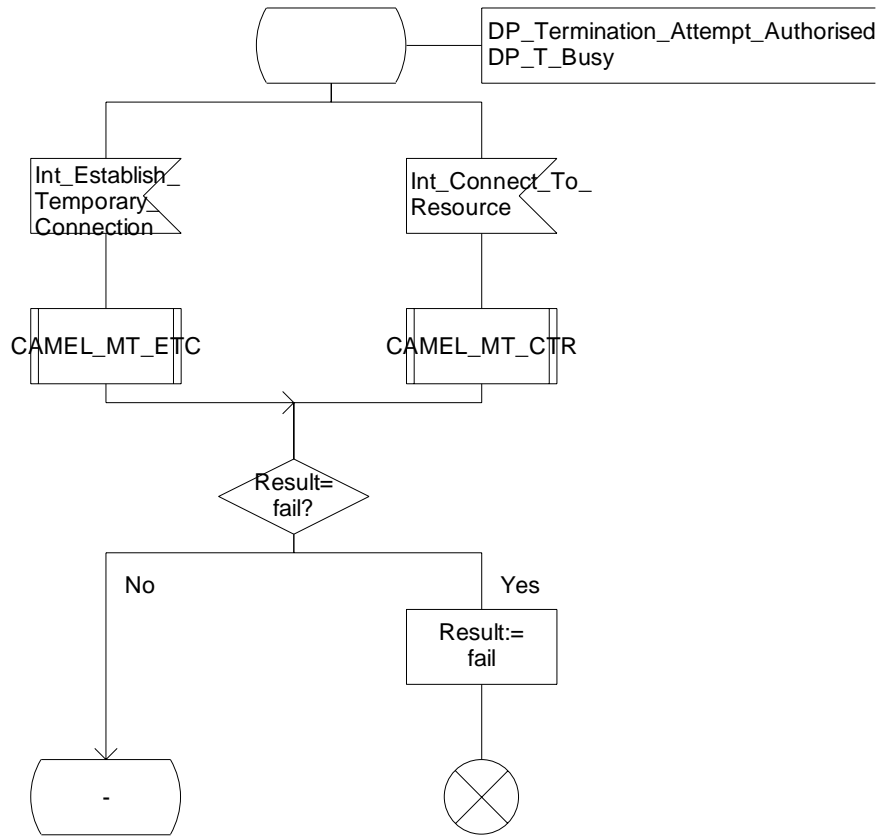 DP_Termination_Attempt_Authorised
DP_T_Busy
Int_Establish_
Temporary_
Connection
Int_Connect_To_
Resource
CAMEL_MT_ETC
CAMEL_MT_CTR
Result=
fail?
No
Yes
Result:=
fail
-